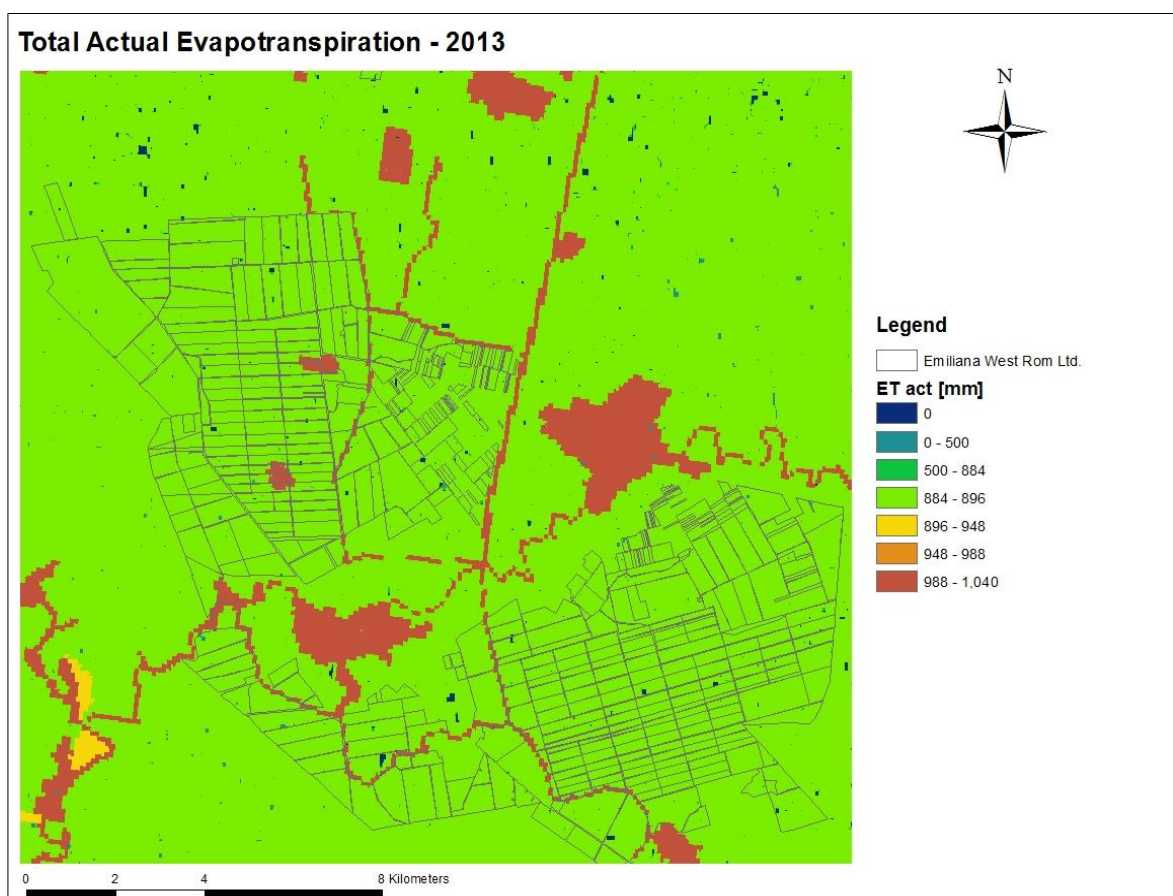 Total Actual Evapotranspiration - 2013
N
Legend
Emiliana West Rom Ltd.
ET act [mm]
0
0 - 500
500 - 884
884 - 896
896 - 948
948 - 988
988 - 1,040
0 2 4 8 Kilometers